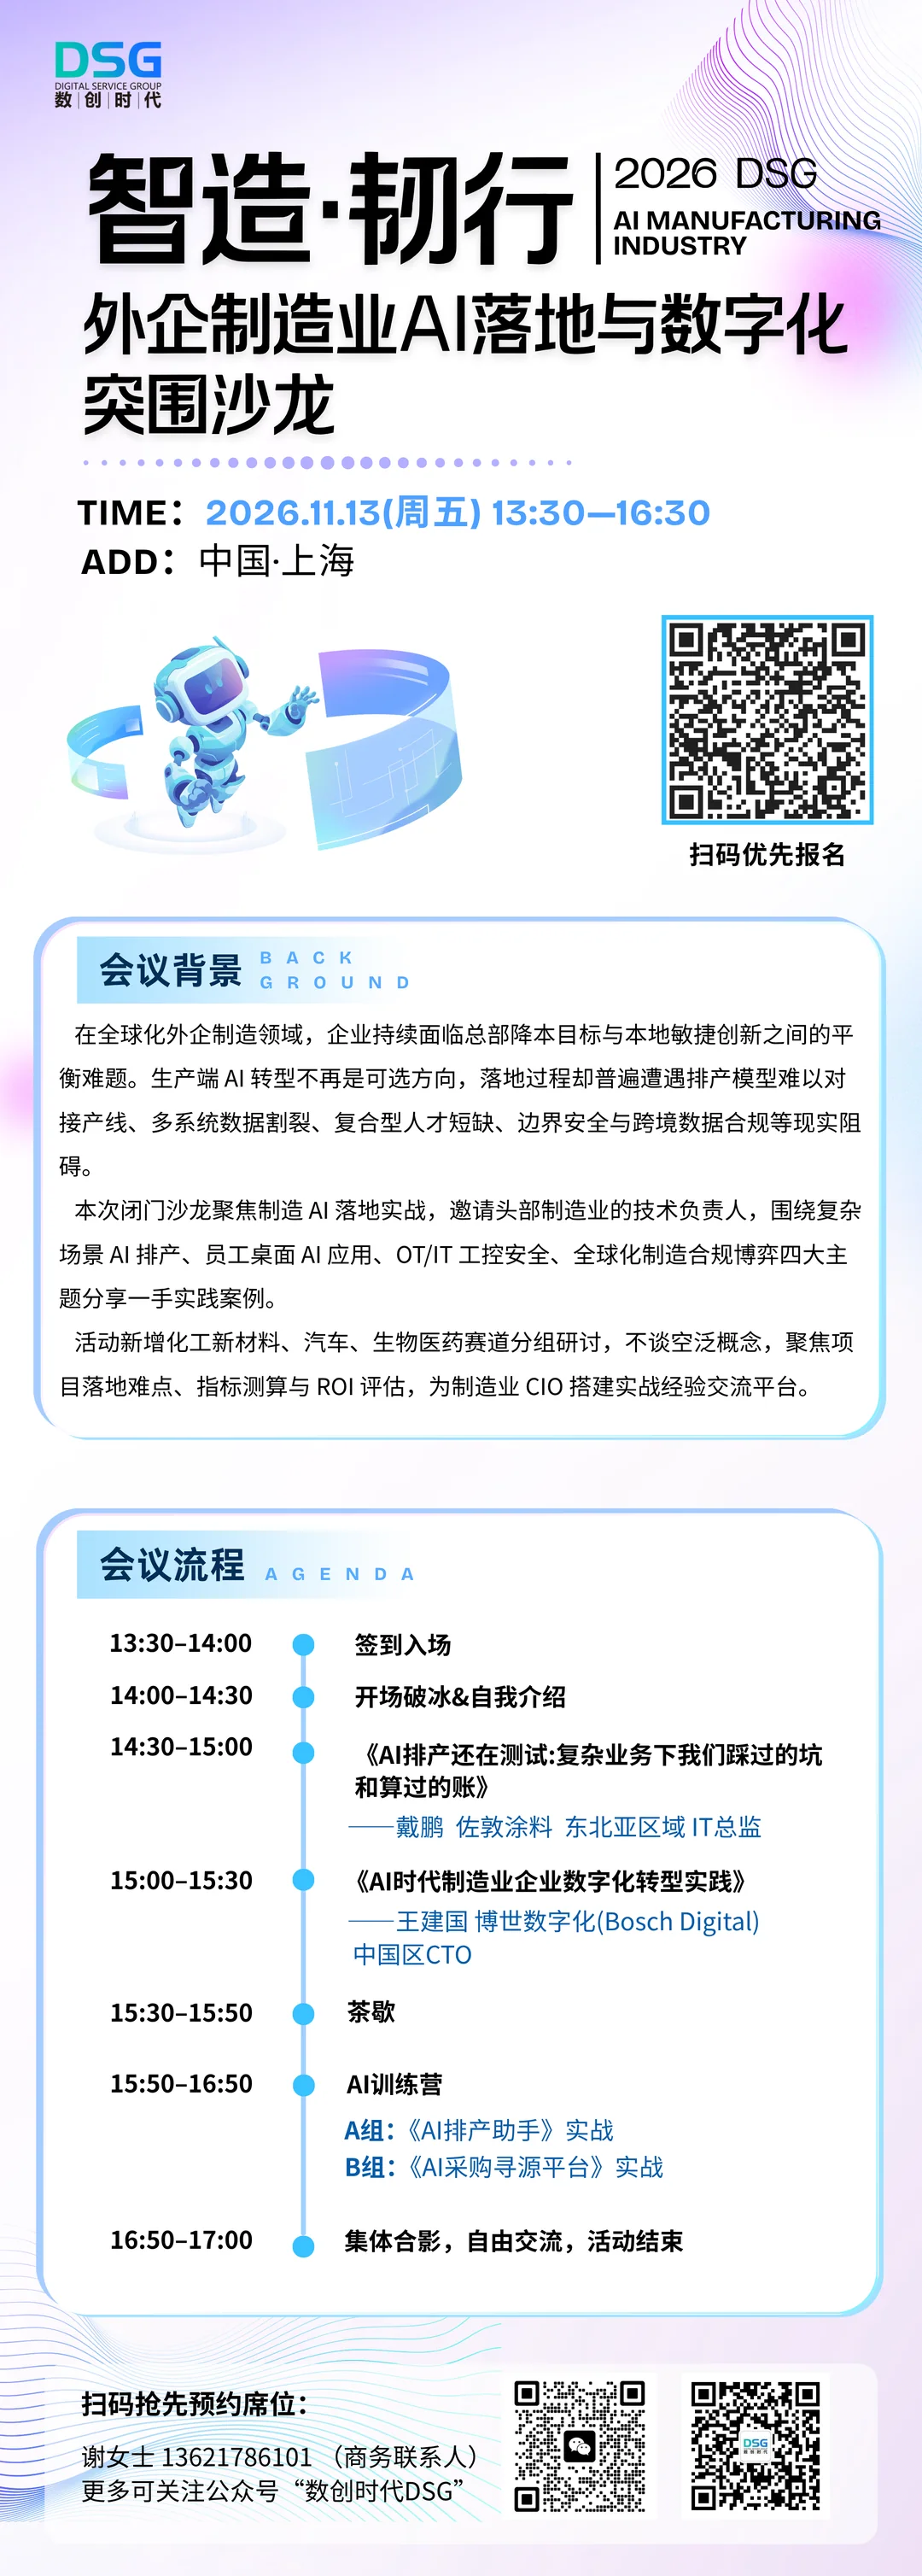 DSG
DIGITAL SERVICE GROUP
数|创|时|代
智造·韧行
2026 DSG
AI MANUFACTURING
INDUSTRY
外企制造业AI落地与数字化
突围沙龙
TIME：2026.11.13(周五) 13:30—16:30
ADD：中国·上海
扫码优先报名
会议背景
BACK
GROUND
在全球化外企制造领域，企业持续面临总部降本目标与本地敏捷创新之间的平
衡难题。生产端 AI 转型不再是可选方向，落地过程却普遍遭遇排产模型难以对
接产线、多系统数据割裂、复合型人才短缺、边界安全与跨境数据合规等现实阻
碍。
本次闭门沙龙聚焦制造 AI 落地实战，邀请头部制造业的技术负责人，围绕复杂
场景 AI 排产、员工桌面 AI 应用、OT/IT 工控安全、全球化制造合规博弈四大主
题分享一手实践案例。
活动新增化工新材料、汽车、生物医药赛道分组研讨，不谈空泛概念，聚焦项
目落地难点、指标测算与 ROI 评估，为制造业 CIO 搭建实战经验交流平台。
会议流程 AGENDA
13:30–14:00 签到入场
14:00–14:30 开场破冰&自我介绍
14:30–15:00 《AI排产还在测试:复杂业务下我们踩过的坑
和算过的账》
——戴鹏 佐敦涂料 东北亚区域 IT总监
15:00–15:30 《AI时代制造业企业数字化转型实践》
——王建国 博世数字化(Bosch Digital)
中国区CTO
15:30–15:50 茶歇
15:50–16:50 AI训练营
A组：《AI排产助手》实战
B组：《AI采购寻源平台》实战
16:50–17:00 集体合影，自由交流，活动结束
扫码抢先预约席位：
谢女士 13621786101 （商务联系人）
更多可关注公众号“数创时代DSG”
DSG
数创时代